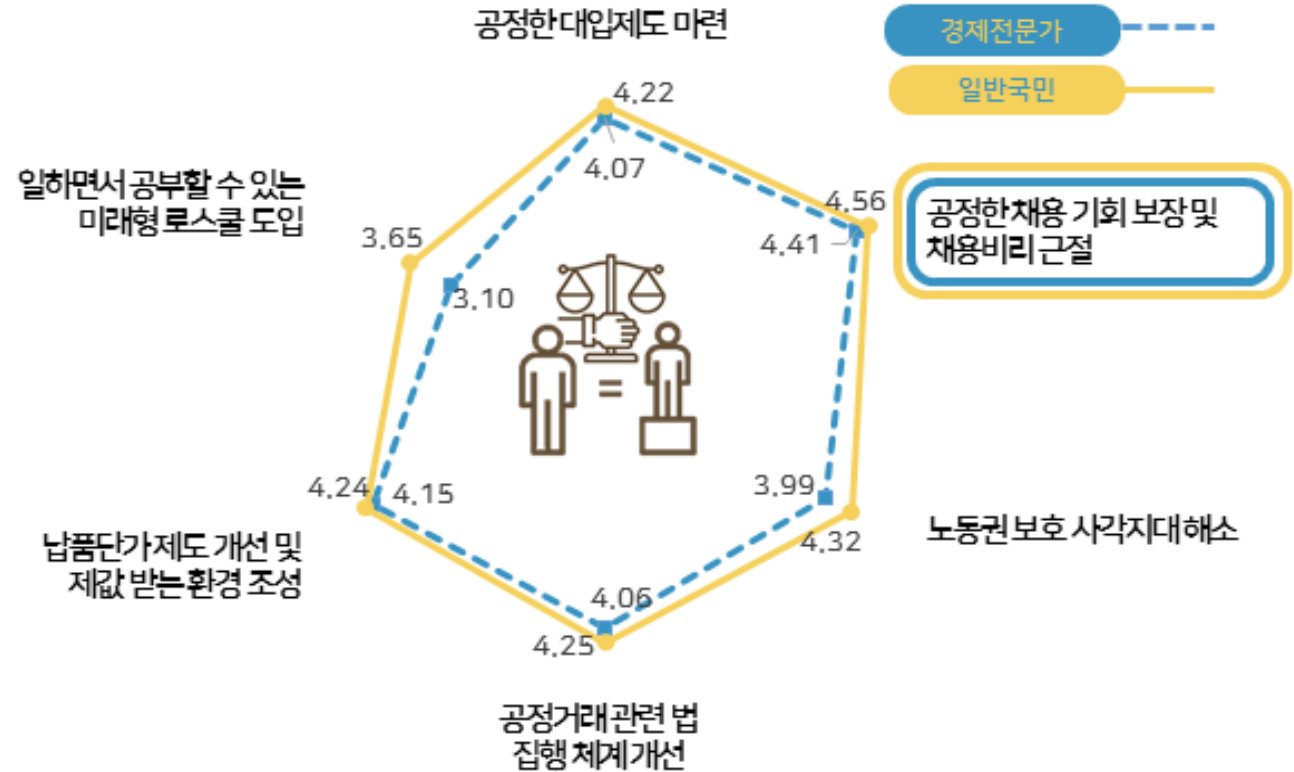 공정한 대입제도 마련
경제전문가
일반국민
4.22
4.07
일하면서 공부할 수 있는
미래형 로스쿨 도입
3.65
3.10
4.56
4.41
공정한 채용 기회 보장 및
채용비리 근절
=
4.24
4.15
3.99
4.32
납품단가 제도 개선 및
제값 받는 환경 조성
노동권 보호 사각지대 해소
4.06
4.25
공정거래 관련 법
집행 체계 개선